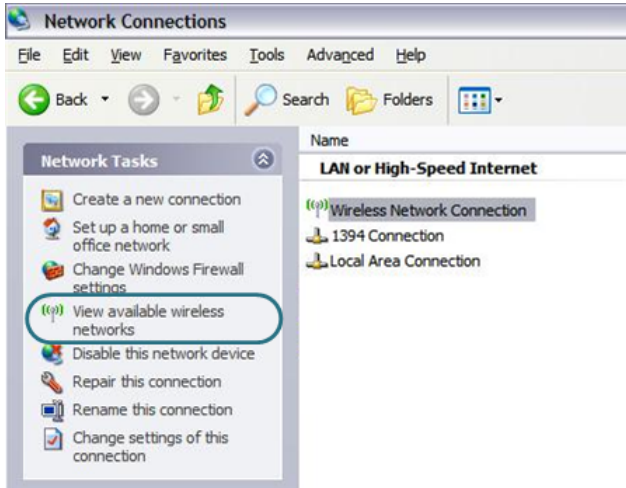 Network Connections
File Edit View Favorites Tools Advanced Help
Back Search Folders
Name
Network Tasks
LAN or High-Speed Internet
Create a new connection
Set up a home or small
office network
Change Windows Firewall
settings
View available wireless
networks
Disable this network device
Repair this connection
Rename this connection
Change settings of this
connection
Wireless Network Connection
1394 Connection
Local Area Connection